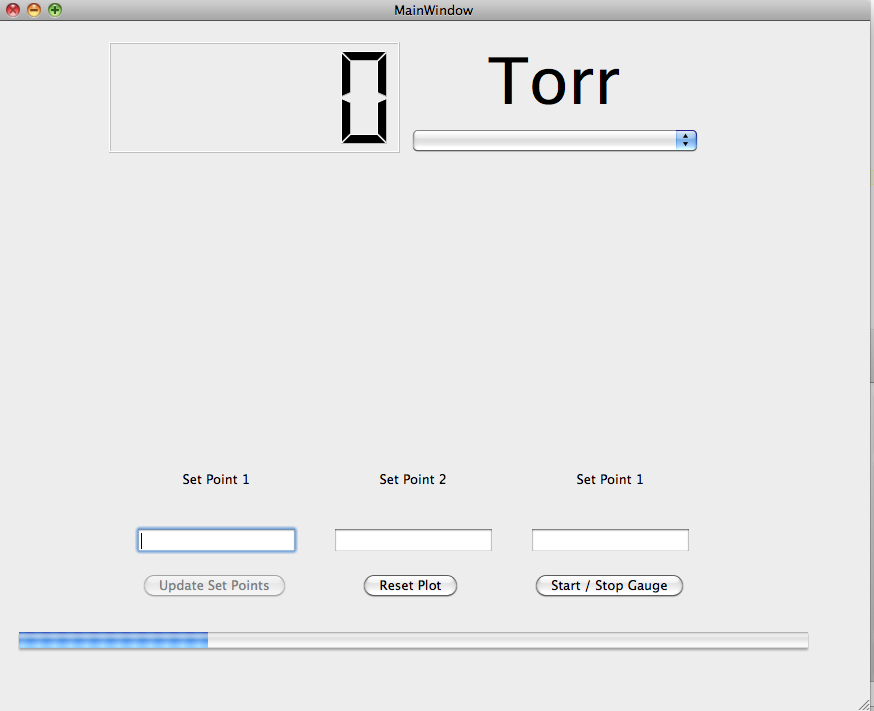 MainWindow
0 Torr
Set Point 1 Set Point 2 Set Point 1
Update Set Points Reset Plot Start / Stop Gauge